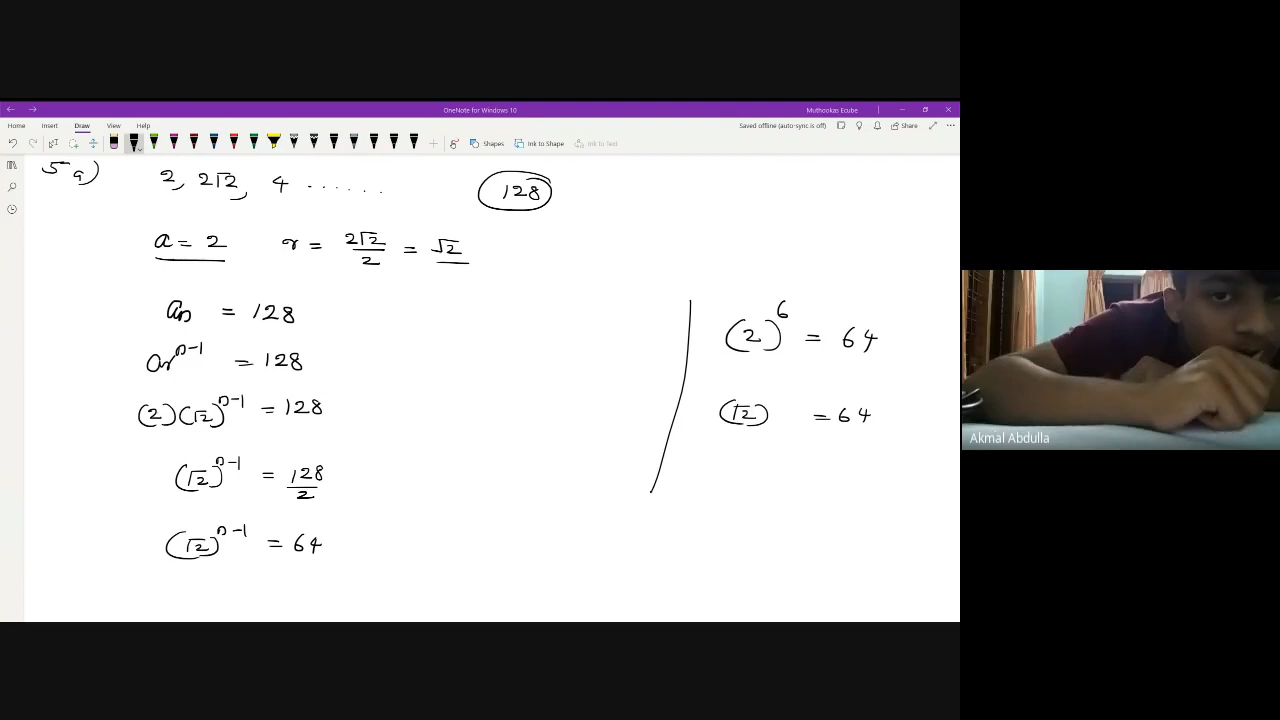 OneNote for Windows 10
Muthookas Ecube
Home Insert Draw View Help
Saved offline (auto-sync is off)
Share
Shapes
Ink to Shape
Ink to Text
5 a) 2, 2√2, 4 ...... 128
a = 2 r = 2√2/2 = √2
an = 128
ar^n-1 = 128
(2)(√2)^n-1 = 128
(√2)^n-1 = 128/2
(√2)^n-1 = 64
(2)^6 = 64
(√2) = 64
Akmal Abdulla